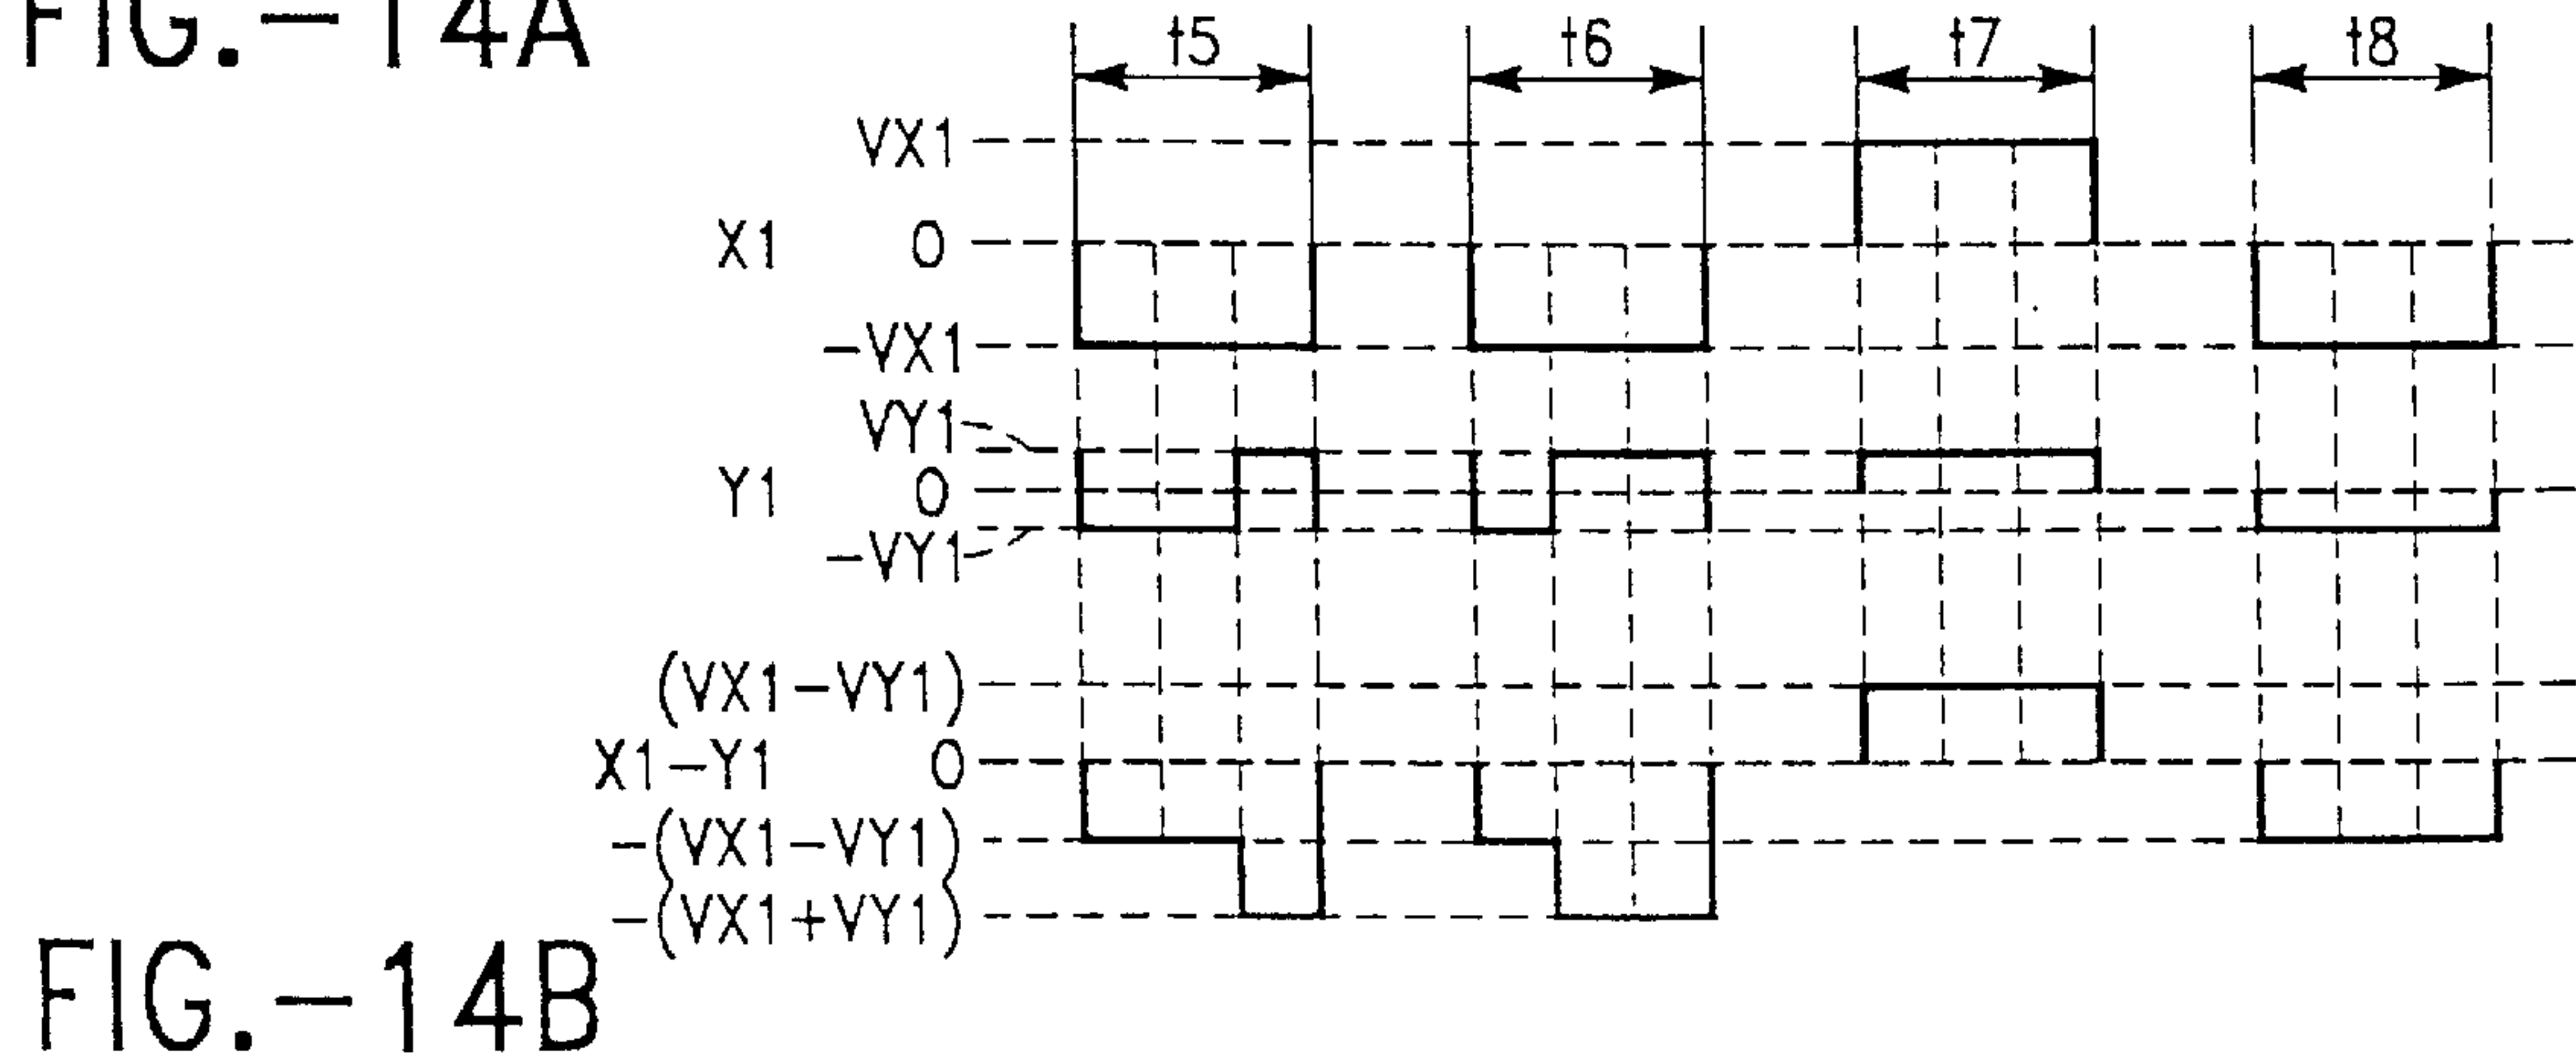 FIG.-14A
t5 t6 t7 t8
VX1
X1 0
-VX1
VY1
Y1 0
-VY1
(VX1-VY1)
X1-Y1 0
-(VX1-VY1)
-(VX1+VY1)
FIG.-14B